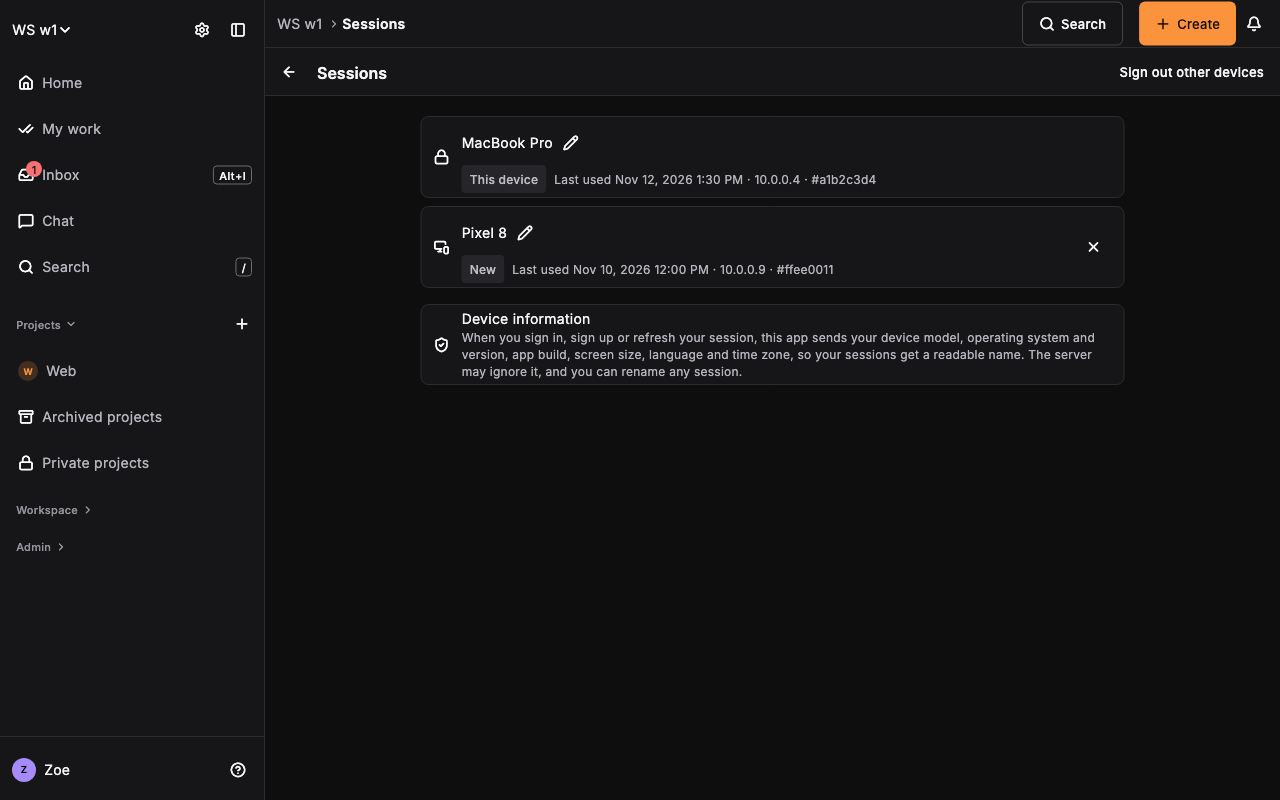 WS w1
Home
My work
1
Inbox
Alt+I
Chat
Search
/
Projects
W
Web
Archived projects
Private projects
Workspace
Admin
Z
Zoe
WS w1 > Sessions
Search
+ Create
Sessions
Sign out other devices
MacBook Pro
This device
Last used Nov 12, 2026 1:30 PM · 10.0.0.4 · #a1b2c3d4
Pixel 8
New
Last used Nov 10, 2026 12:00 PM · 10.0.0.9 · #ffee0011
Device information
When you sign in, sign up or refresh your session, this app sends your device model, operating system and
version, app build, screen size, language and time zone, so your sessions get a readable name. The server
may ignore it, and you can rename any session.